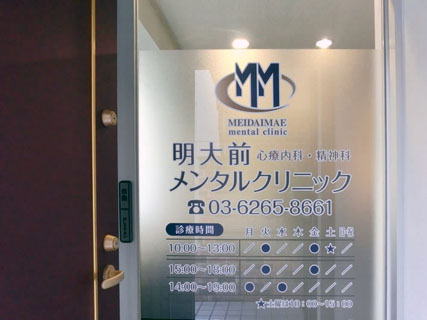 MM
MEIDAIMAE
mental clinic
明大前 心療内科・精神科
メンタルクリニック
☎03-6265-8661
診療時間 月 火 水 木 金 土 日・祝
10:00〜13:00 ／ ● ／ ／ ● ★ ／
15:00〜18:00 ／ ● ／ ／ ● ／ ／
14:00〜19:00 ● ／ ● ／ ／ ／ ／
★土曜は10:00〜15:00